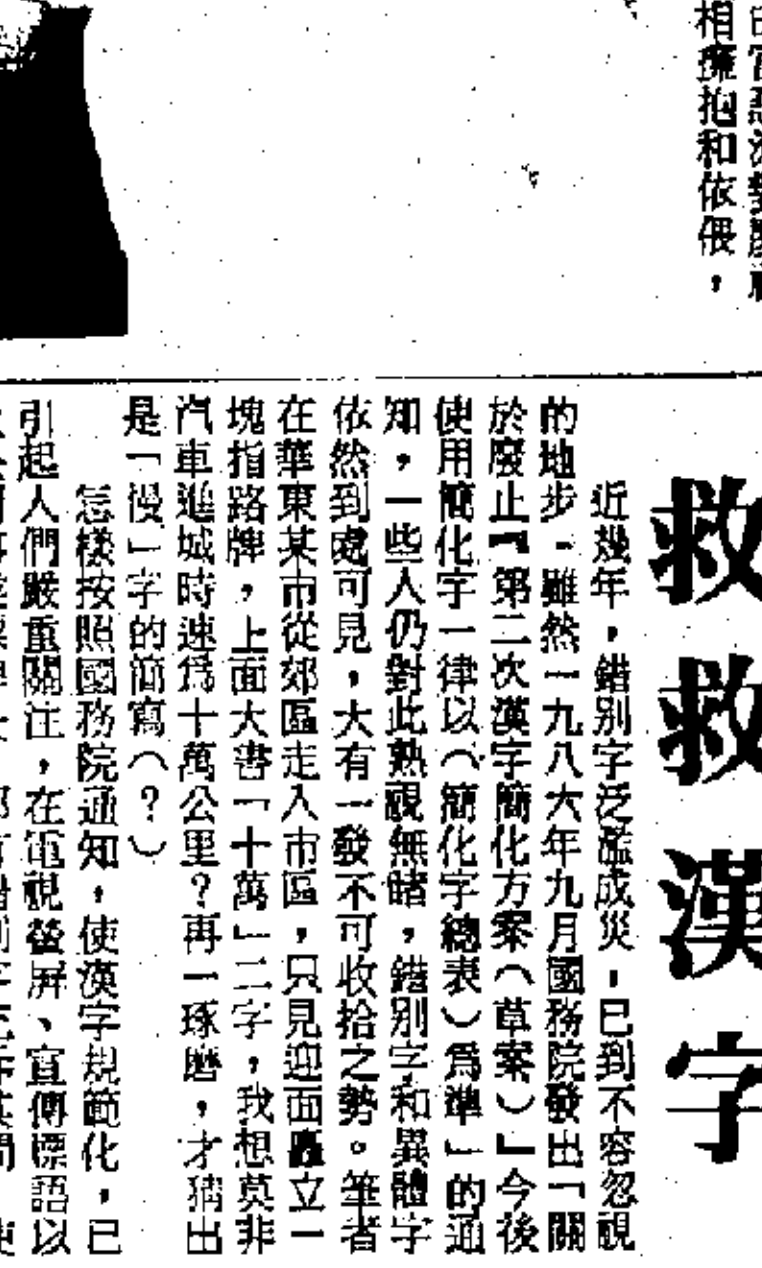 相擁抱和依偎，
救救漢字
近幾年，錯別字泛濫成災，已到不容忽視
的地步．雖然一九八六年九月國務院發出「關
於廢止『第二次漢字簡化方案（草案）』今後
使用簡化字一律以（簡化字總表）爲準」的通
知，一些人仍對此熟視無睹，錯別字和異體字
依然到處可見，大有一發不可收拾之勢。筆者
在華東某市從郊區走入市區，只見迎面矗立一
塊指路牌，上面大書「十萬」二字，我想莫非
汽車進城時速爲十萬公里？再一琢磨，才猜出
是「慢」字的簡寫（？）
怎樣按照國務院通知，使漢字規範化，已
引起人們嚴重關注，在電視螢屏、宣傳標語以